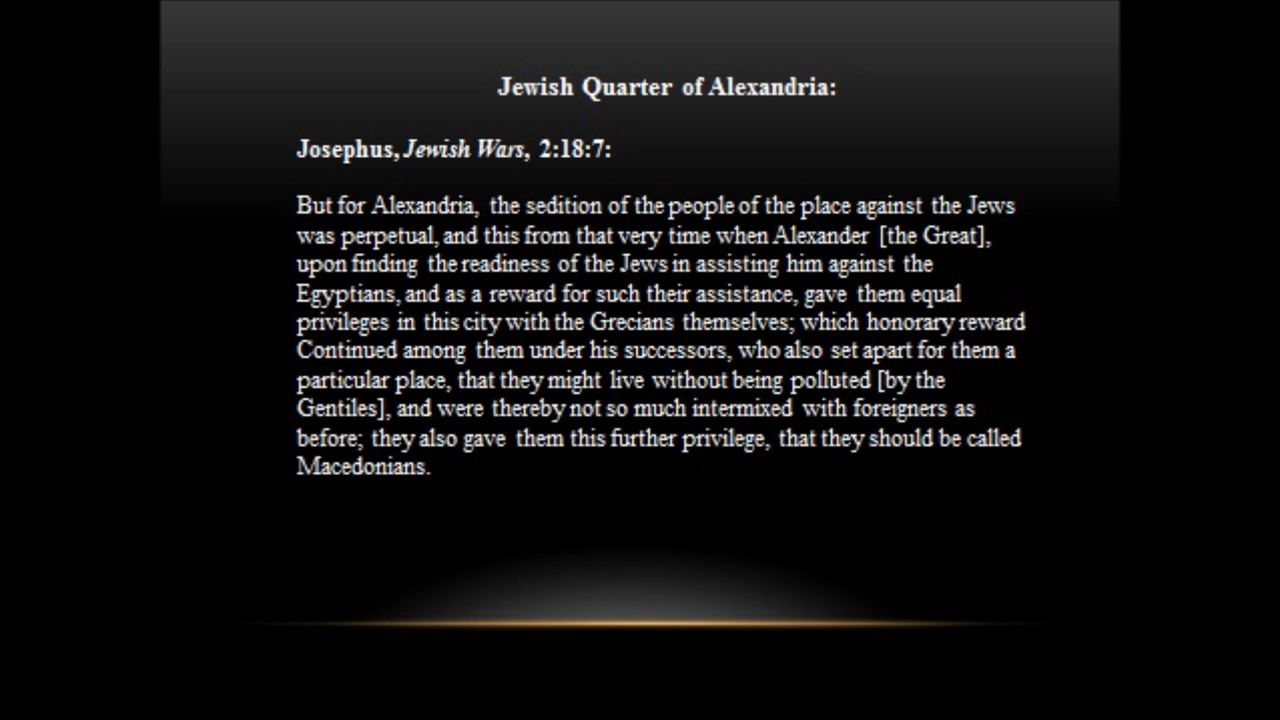 Jewish Quarter of Alexandria:
Josephus, Jewish Wars, 2:18:7:
But for Alexandria, the sedition of the people of the place against the Jews
was perpetual, and this from that very time when Alexander [the Great],
upon finding the readiness of the Jews in assisting him against the
Egyptians, and as a reward for such their assistance, gave them equal
privileges in this city with the Grecians themselves; which honorary reward
Continued among them under his successors, who also set apart for them a
particular place, that they might live without being polluted [by the
Gentiles], and were thereby not so much intermixed with foreigners as
before; they also gave them this further privilege, that they should be called
Macedonians.